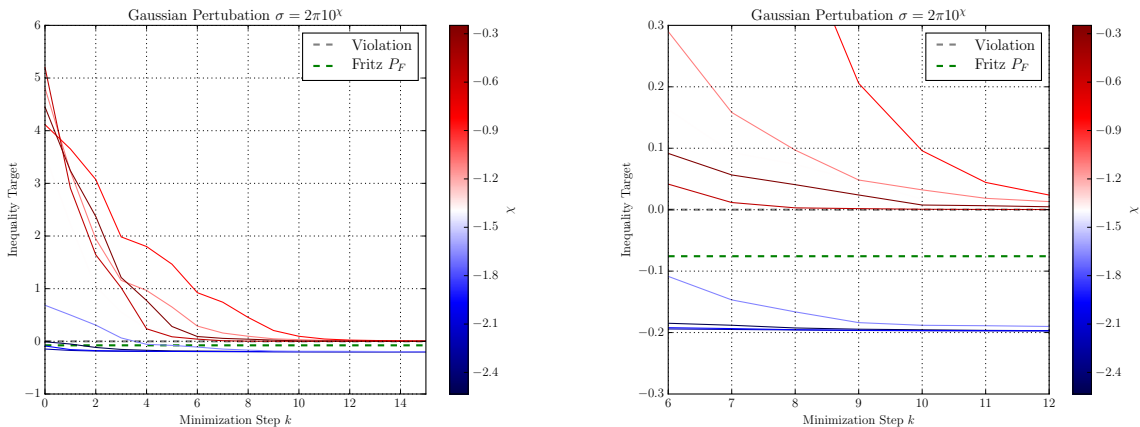 Gaussian Pertubation σ = 2π10^χ
Inequality Target
6
5
4
3
2
1
0
−1
0 2 4 6 8 10 12 14
Minimization Step k
Violation
Fritz P_F
−0.3
−0.6
−0.9
−1.2
−1.5
−1.8
−2.1
−2.4
χ
Gaussian Pertubation σ = 2π10^χ
Inequality Target
0.3
0.2
0.1
0.0
−0.1
−0.2
−0.3
6 7 8 9 10 11 12
Minimization Step k
Violation
Fritz P_F
−0.3
−0.6
−0.9
−1.2
−1.5
−1.8
−2.1
−2.4
χ